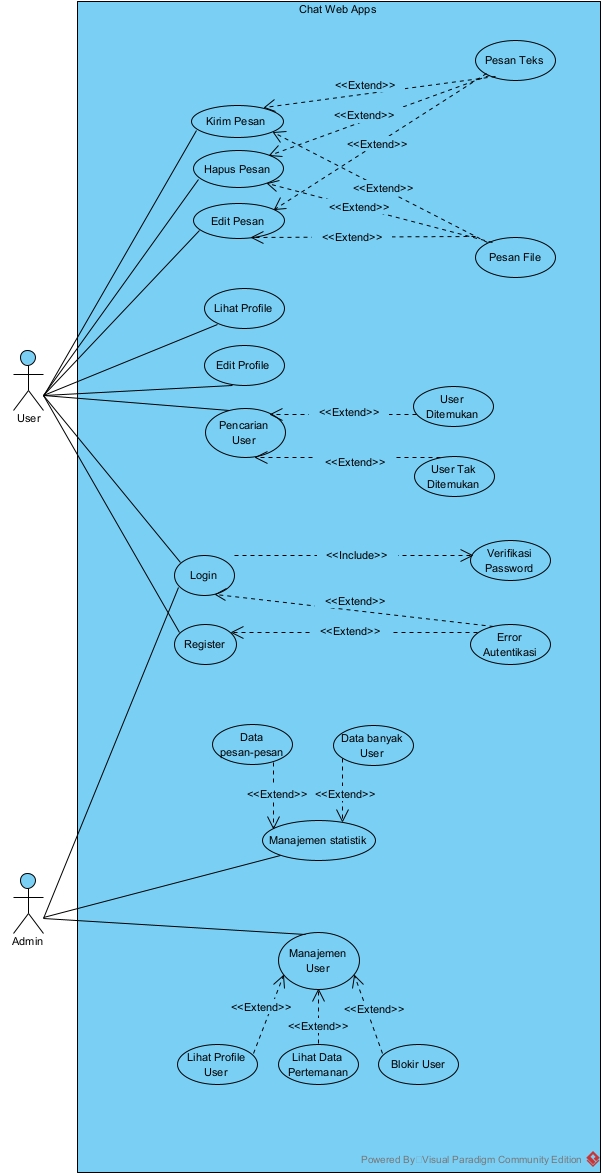 Chat Web Apps
Pesan Teks
<<Extend>>
Kirim Pesan
<<Extend>>
<<Extend>>
Hapus Pesan
<<Extend>>
<<Extend>>
Edit Pesan
<<Extend>>
Pesan File
Lihat Profile
Edit Profile
User
Pencarian
User
<<Extend>>
User
Ditemukan
<<Extend>>
User Tak
Ditemukan
Login
<<Include>>
Verifikasi
Password
<<Extend>>
<<Extend>>
Register
Error
Autentikasi
Data
pesan-pesan
Data banyak
User
<<Extend>>
<<Extend>>
Manajemen statistik
Admin
Manajemen
User
<<Extend>>
<<Extend>>
<<Extend>>
Lihat Profile
User
Lihat Data
Pertemanan
Blokir User
Powered By: Visual Paradigm Community Edition